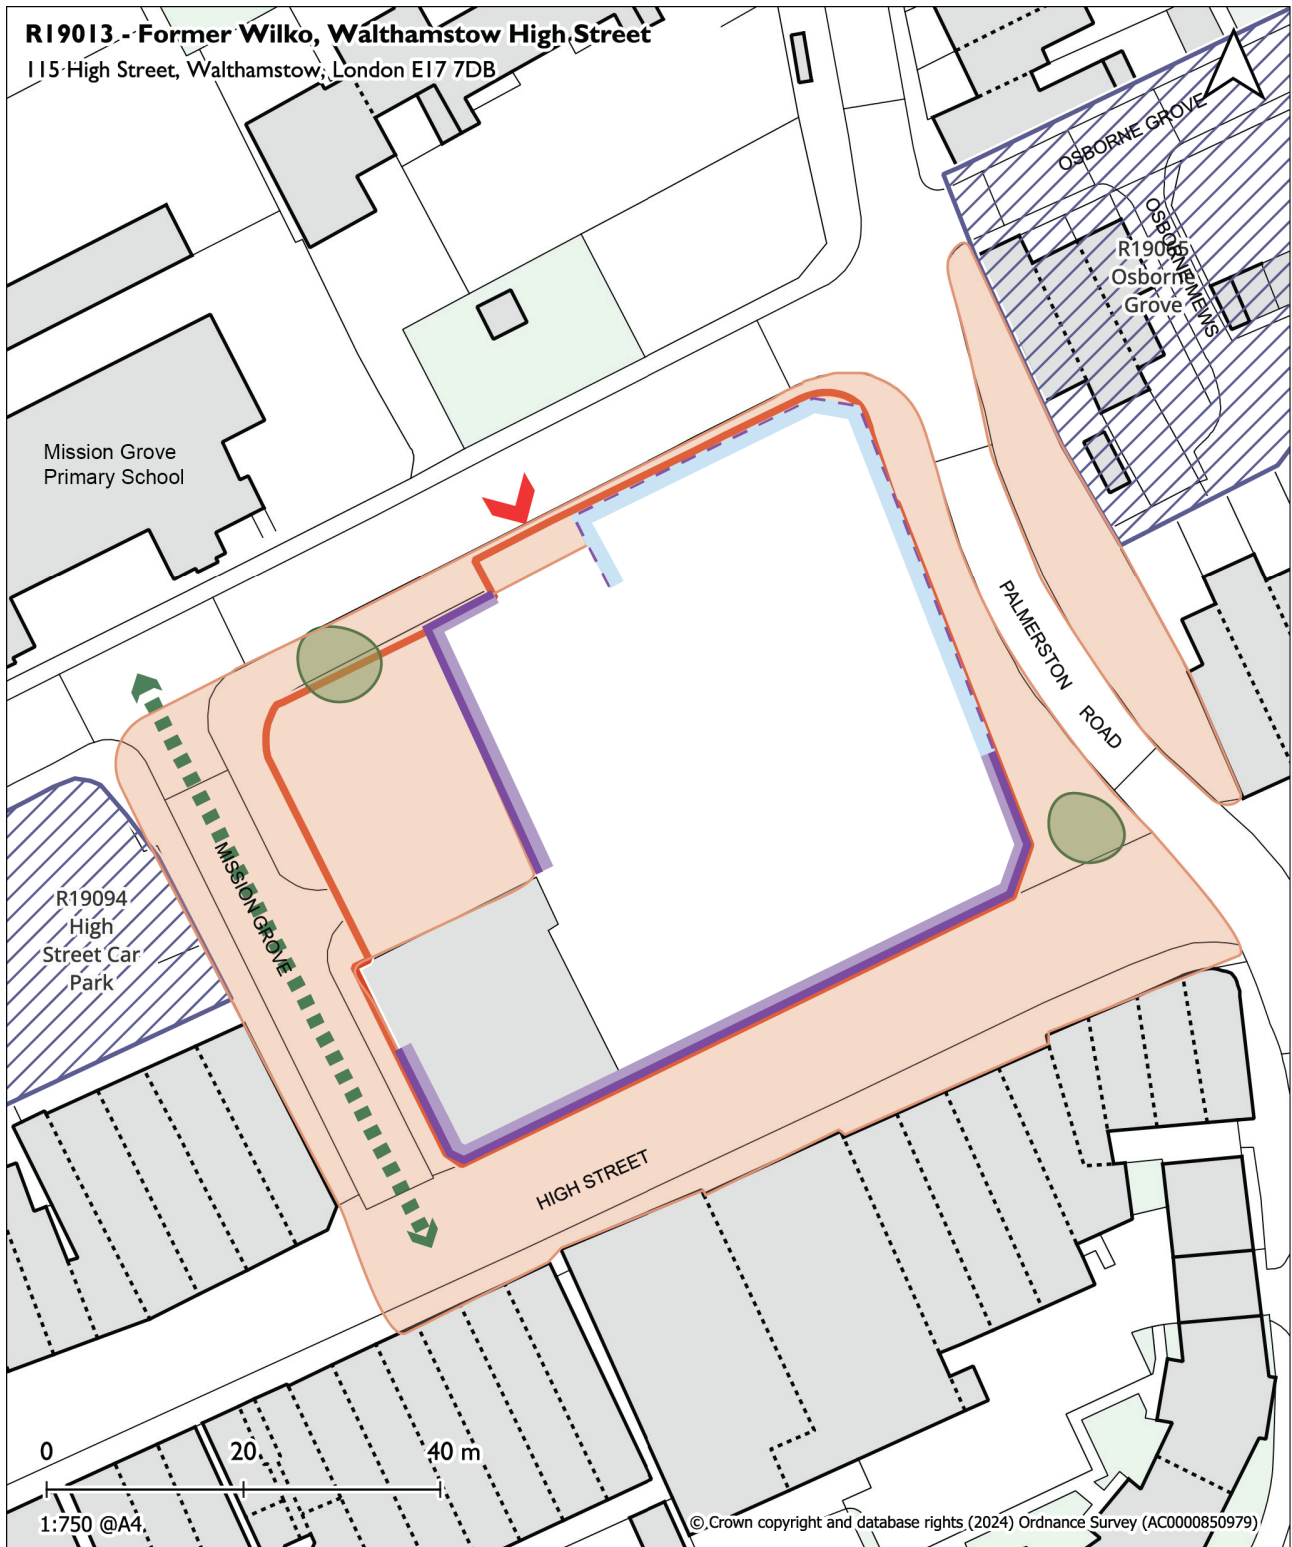 R19013 - Former Wilko, Walthamstow High Street
115 High Street, Walthamstow, London E17 7DB
OSBORNE GROVE
OSBORNE MEWS
R19065
Osborne
Grove
Mission Grove
Primary School
PALMERSTON ROAD
MISSION GROVE
R19094
High
Street Car
Park
HIGH STREET
0 20 40 m
1:750 @A4
© Crown copyright and database rights (2024) Ordnance Survey (AC0000850979)